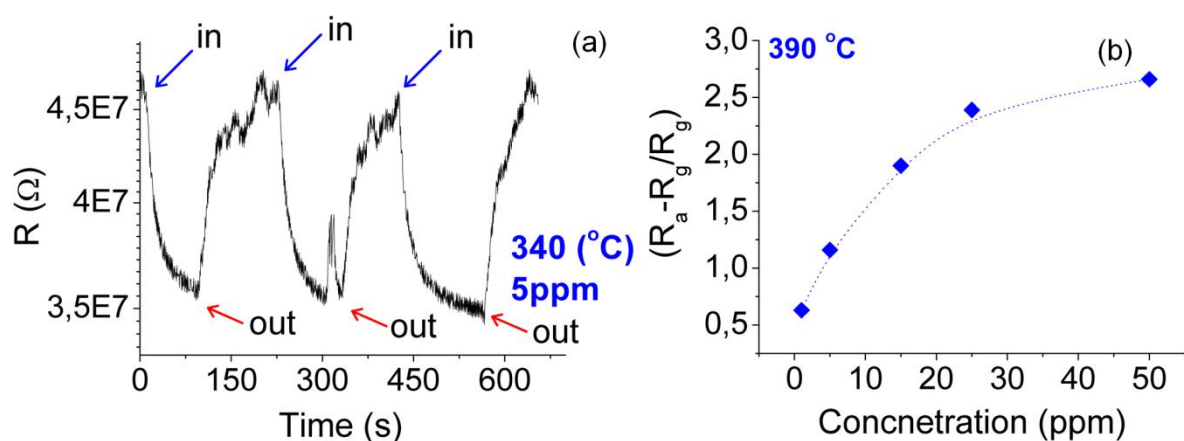 (a)
in
in
in
4,5E7
4E7
3,5E7
R (Ω)
340 (°C)
5ppm
out
out
out
0
150
300
450
600
Time (s)
390 °C
(b)
3,0
2,5
2,0
1,5
1,0
0,5
(Rₐ-R_g/R_g)
0
10
20
30
40
50
Concnetration (ppm)